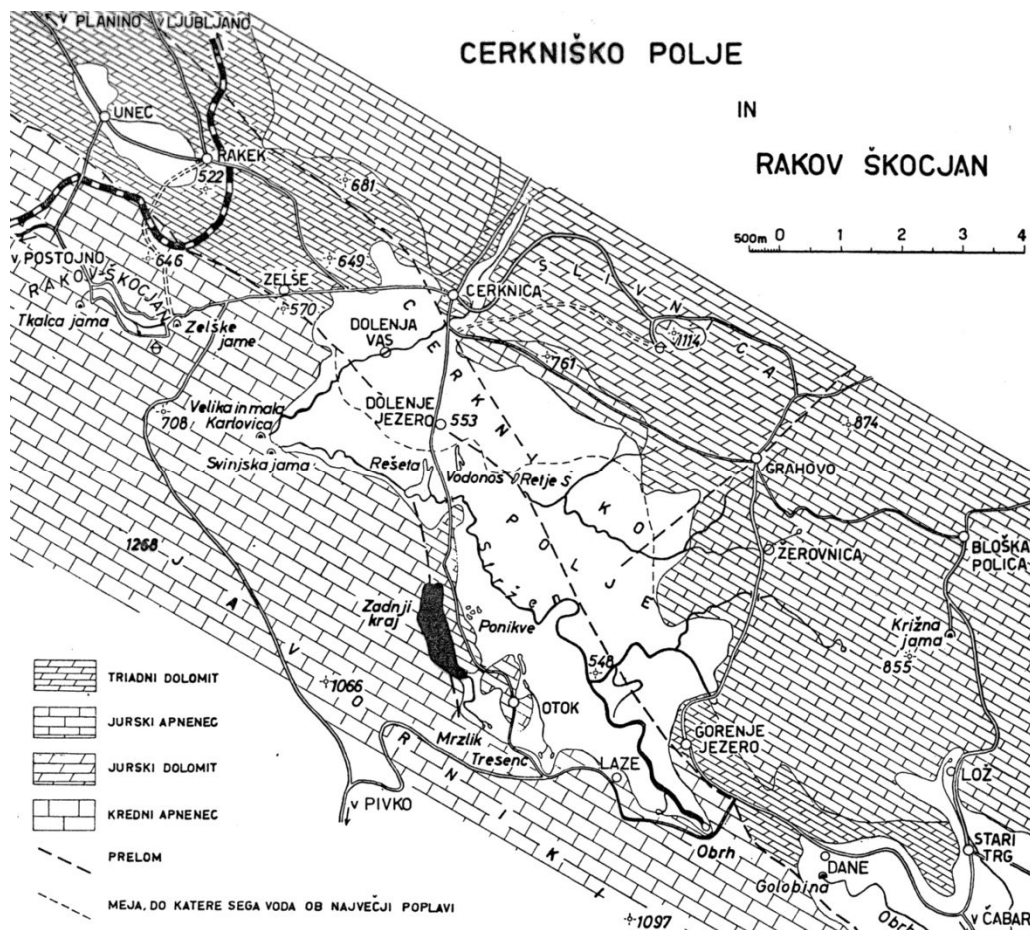 CERKNIŠKO POLJE
IN
RAKOV ŠKOCJAN
500m 0 1 2 3 4
v PLANINO
v LJUBLJANO
UNEC
RAKEK
522
681
v POSTOJNO
646
649
RAKOV ŠKOCJAN
ZELŠE
570
CERKNICA
SLIVNICA
1114
Tkalca jama
Zelške jame
DOLENJA VAS
761
CERKNIŠKO POLJE
708
Velika in mala Karlovica
DOLENJE JEZERO
553
874
Svinjska jama
Rešeta
Vodonos
Retje
GRAHOVO
1268
JAVORNIKI
Stržen
ŽEROVNICA
BLOŠKA POLICA
Zadnji kraj
Ponikve
Križna jama
855
548
1066
OTOK
Mrzlik
Tresenc
GORENJE JEZERO
LAZE
LOŽ
v PIVKO
Obrh
STARI TRG
DANE
Golobina
Obrh
v ČABAR
1097
TRIADNI DOLOMIT
JURSKI APNENEC
JURSKI DOLOMIT
KREDNI APNENEC
PRELOM
MEJA, DO KATERE SEGA VODA OB NAJVEČJI POPLAVI